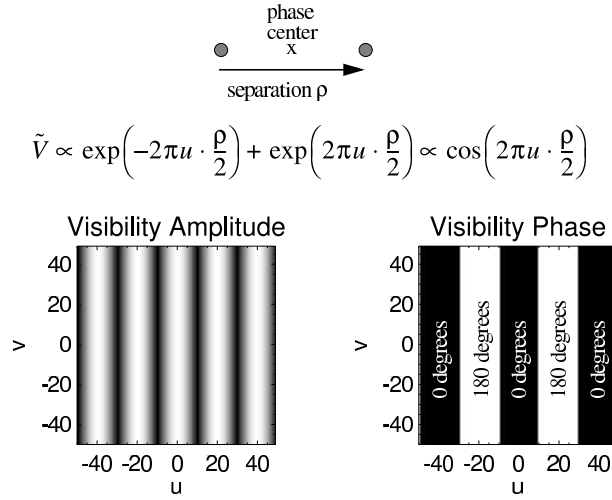 phase
center
x
separation ρ
Ṽ ∝ exp(−2πu · ρ/2) + exp(2πu · ρ/2) ∝ cos(2πu · ρ/2)
Visibility Amplitude
40
20
0
-20
-40
v
-40 -20 0 20 40
u
Visibility Phase
40
20
0
-20
-40
v
0 degrees
180 degrees
0 degrees
180 degrees
0 degrees
-40 -20 0 20 40
u